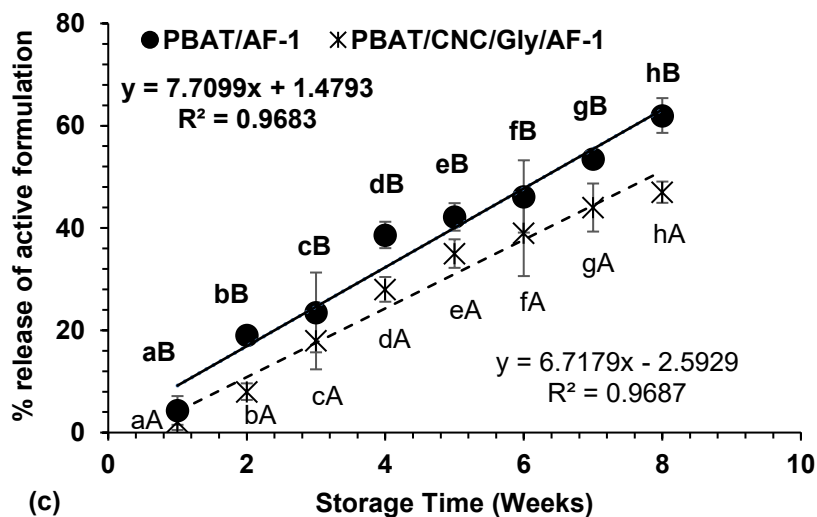 80
60
40
20
0
% release of active formulation
PBAT/AF-1 PBAT/CNC/Gly/AF-1
y = 7.7099x + 1.4793
R² = 0.9683
aB
bB
cB
dB
eB
fB
gB
hB
aA
bA
cA
dA
eA
fA
gA
hA
y = 6.7179x - 2.5929
R² = 0.9687
0 2 4 6 8 10
(c) Storage Time (Weeks)